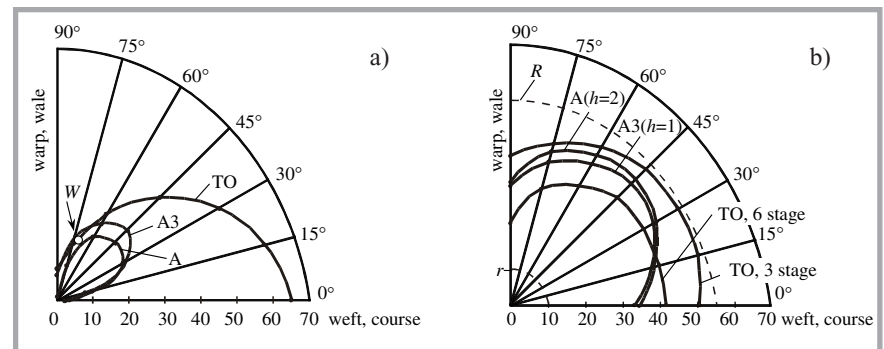 90°
75°
a)
60°
45°
30°
15°
0°
warp, wale
W
TO
A3
A
0 10 20 30 40 50 60 70 weft, course
90°
75°
b)
60°
45°
30°
15°
0°
warp, wale
R
A(h=2)
A3(h=1)
TO, 6 stage
TO, 3 stage
r
0 10 20 30 40 50 60 70 weft, course